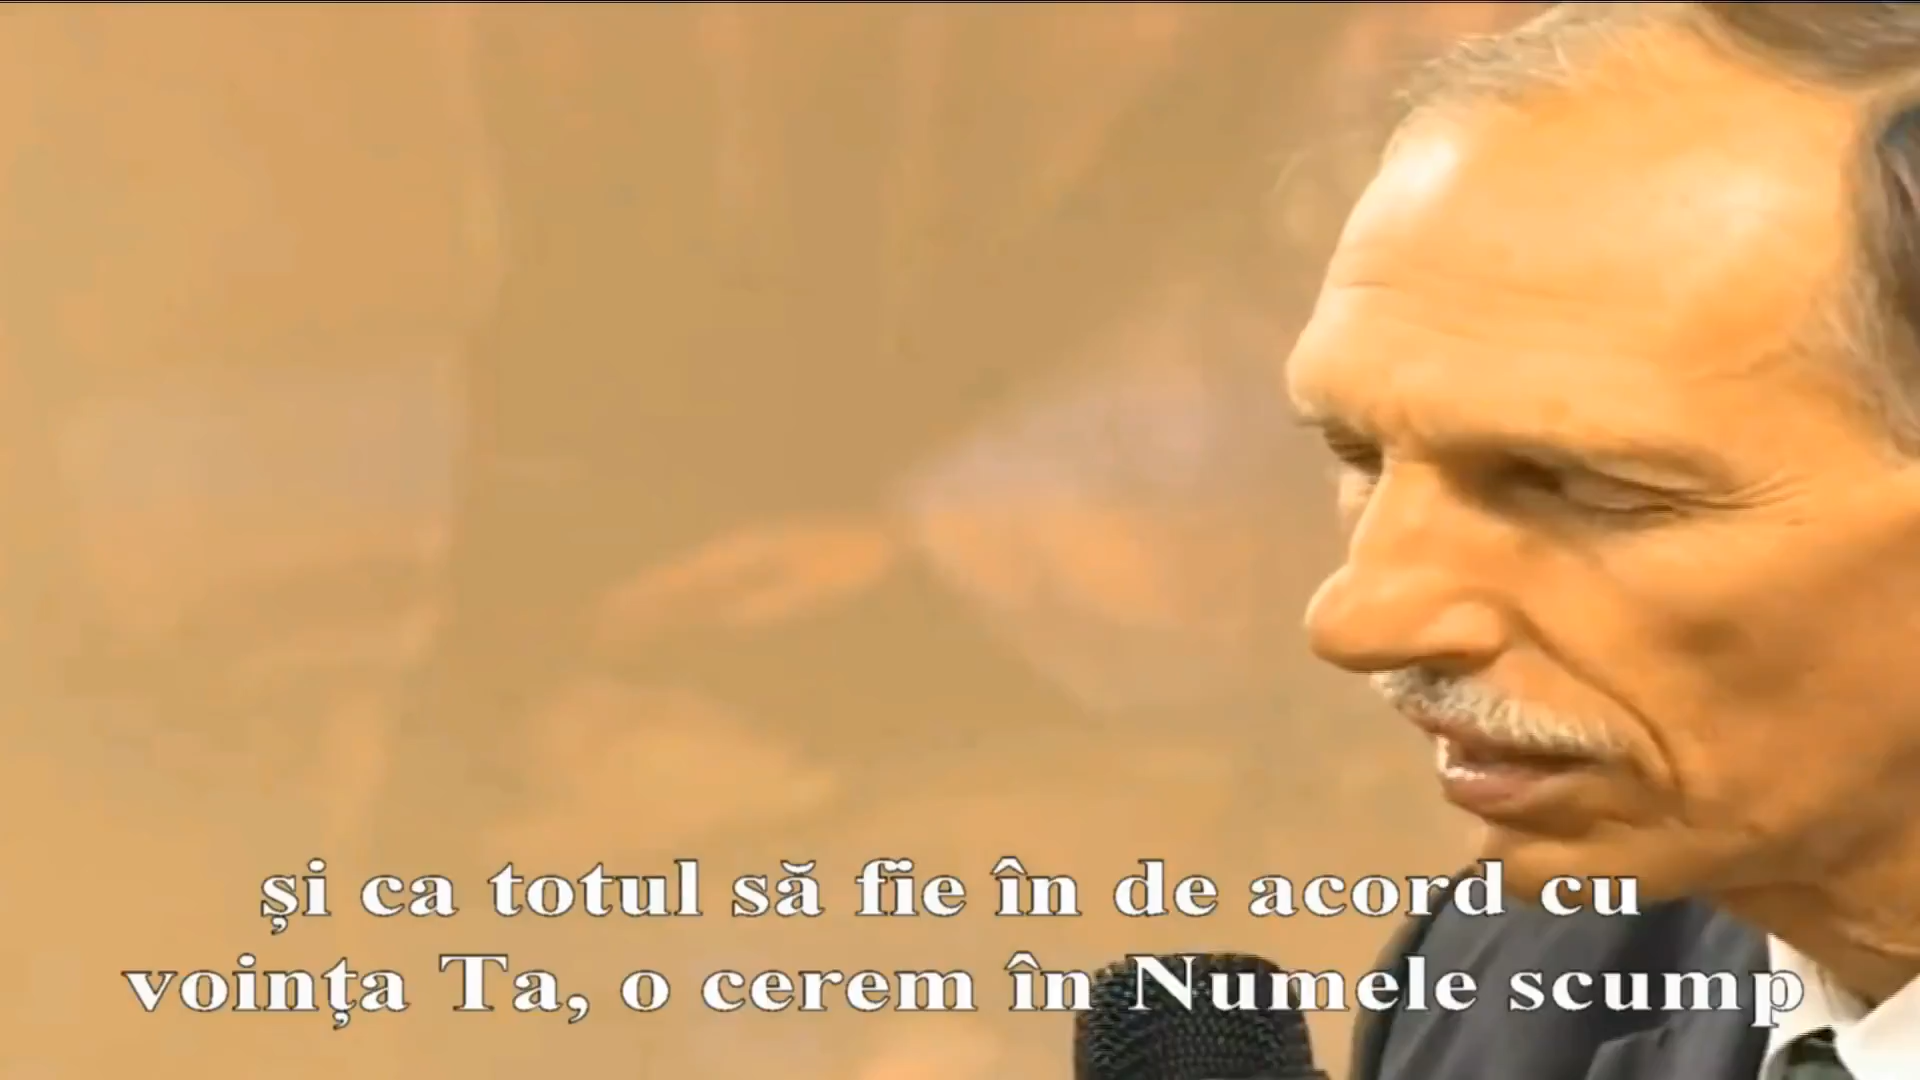 și ca totul să fie în de acord cu
voința Ta, o cerem în Numele scump